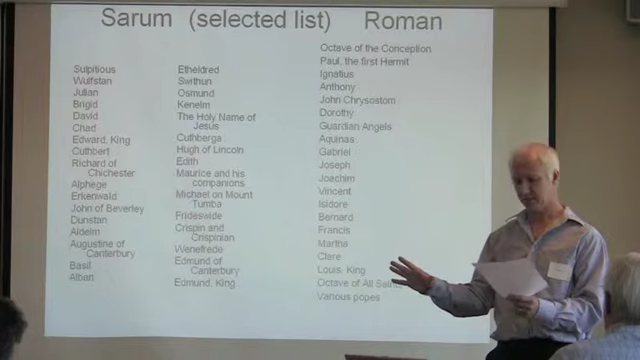 Sarum (selected list) Roman
Sulpitious
Wulfstan
Julian
Brigid
David
Chad
Edward, King
Cuthbert
Richard of
Chichester
Alphege
Erkenwald
John of Beverley
Dunstan
Aldelm
Augustine of
Canterbury
Basil
Alban
Etheldred
Swithun
Osmund
Kenelm
The Holy Name of
Jesus
Cuthberga
Hugh of Lincoln
Edith
Maurice and his
companions
Michael on Mount
Tumba
Frideswide
Crispin and
Crispinian
Wenefrede
Edmund of
Canterbury
Edmund, King
Octave of the Conception
Paul, the first Hermit
Ignatius
Anthony
John Chrysostom
Dorothy
Guardian Angels
Aquinas
Gabriel
Joseph
Joachim
Vincent
Isidore
Bernard
Francis
Martha
Clare
Louis, King
Octave of All Saints
Various popes